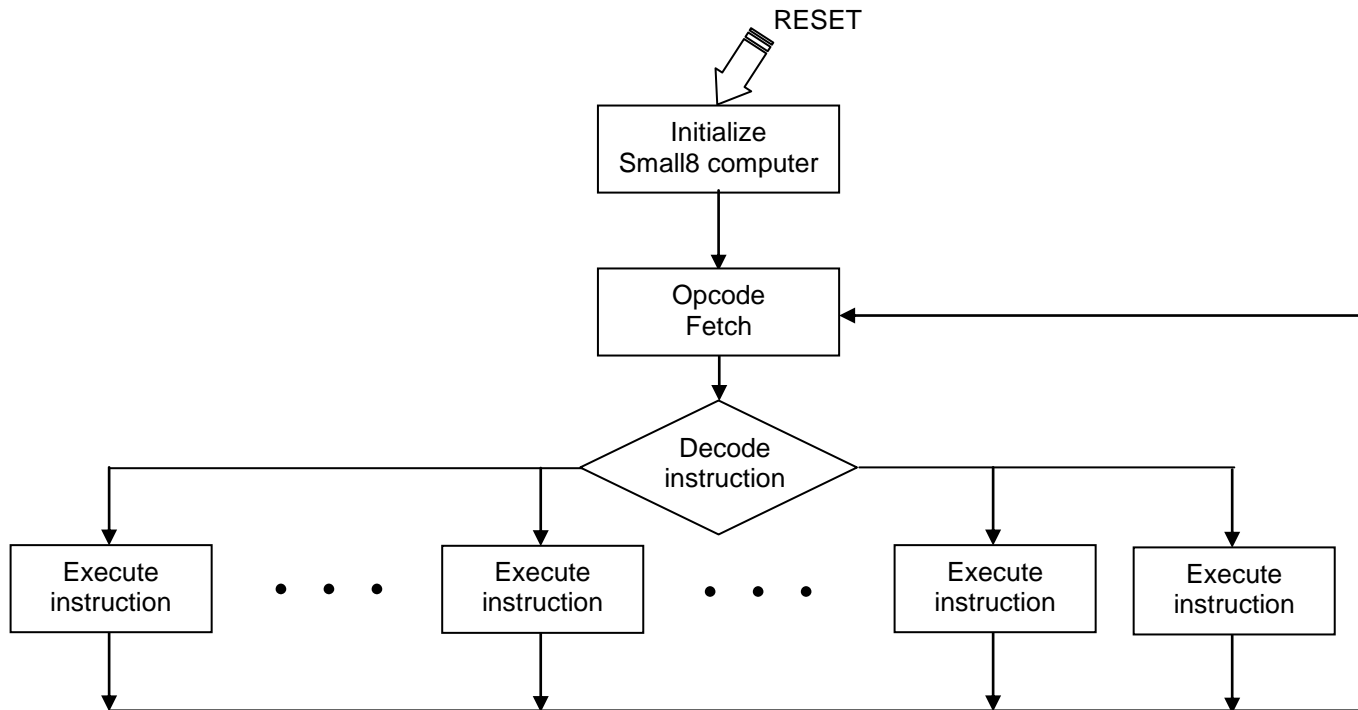 RESET
Initialize
Small8 computer
Opcode
Fetch
Decode
instruction
Execute
instruction
Execute
instruction
Execute
instruction
Execute
instruction